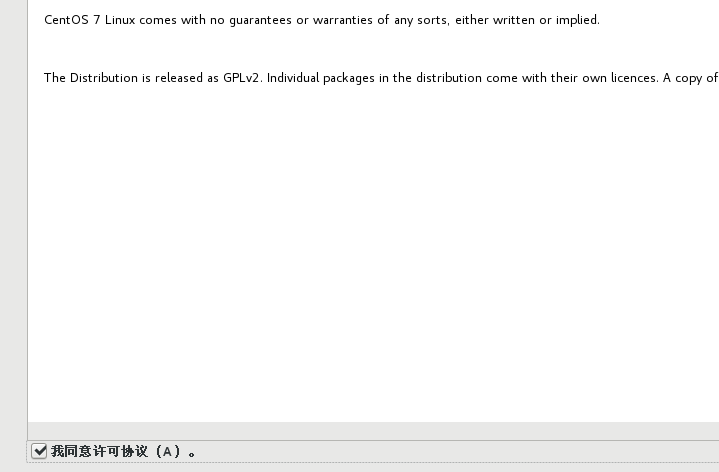 CentOS 7 Linux comes with no guarantees or warranties of any sorts, either written or implied.
The Distribution is released as GPLv2. Individual packages in the distribution come with their own licences. A copy of
我同意许可协议（A）。